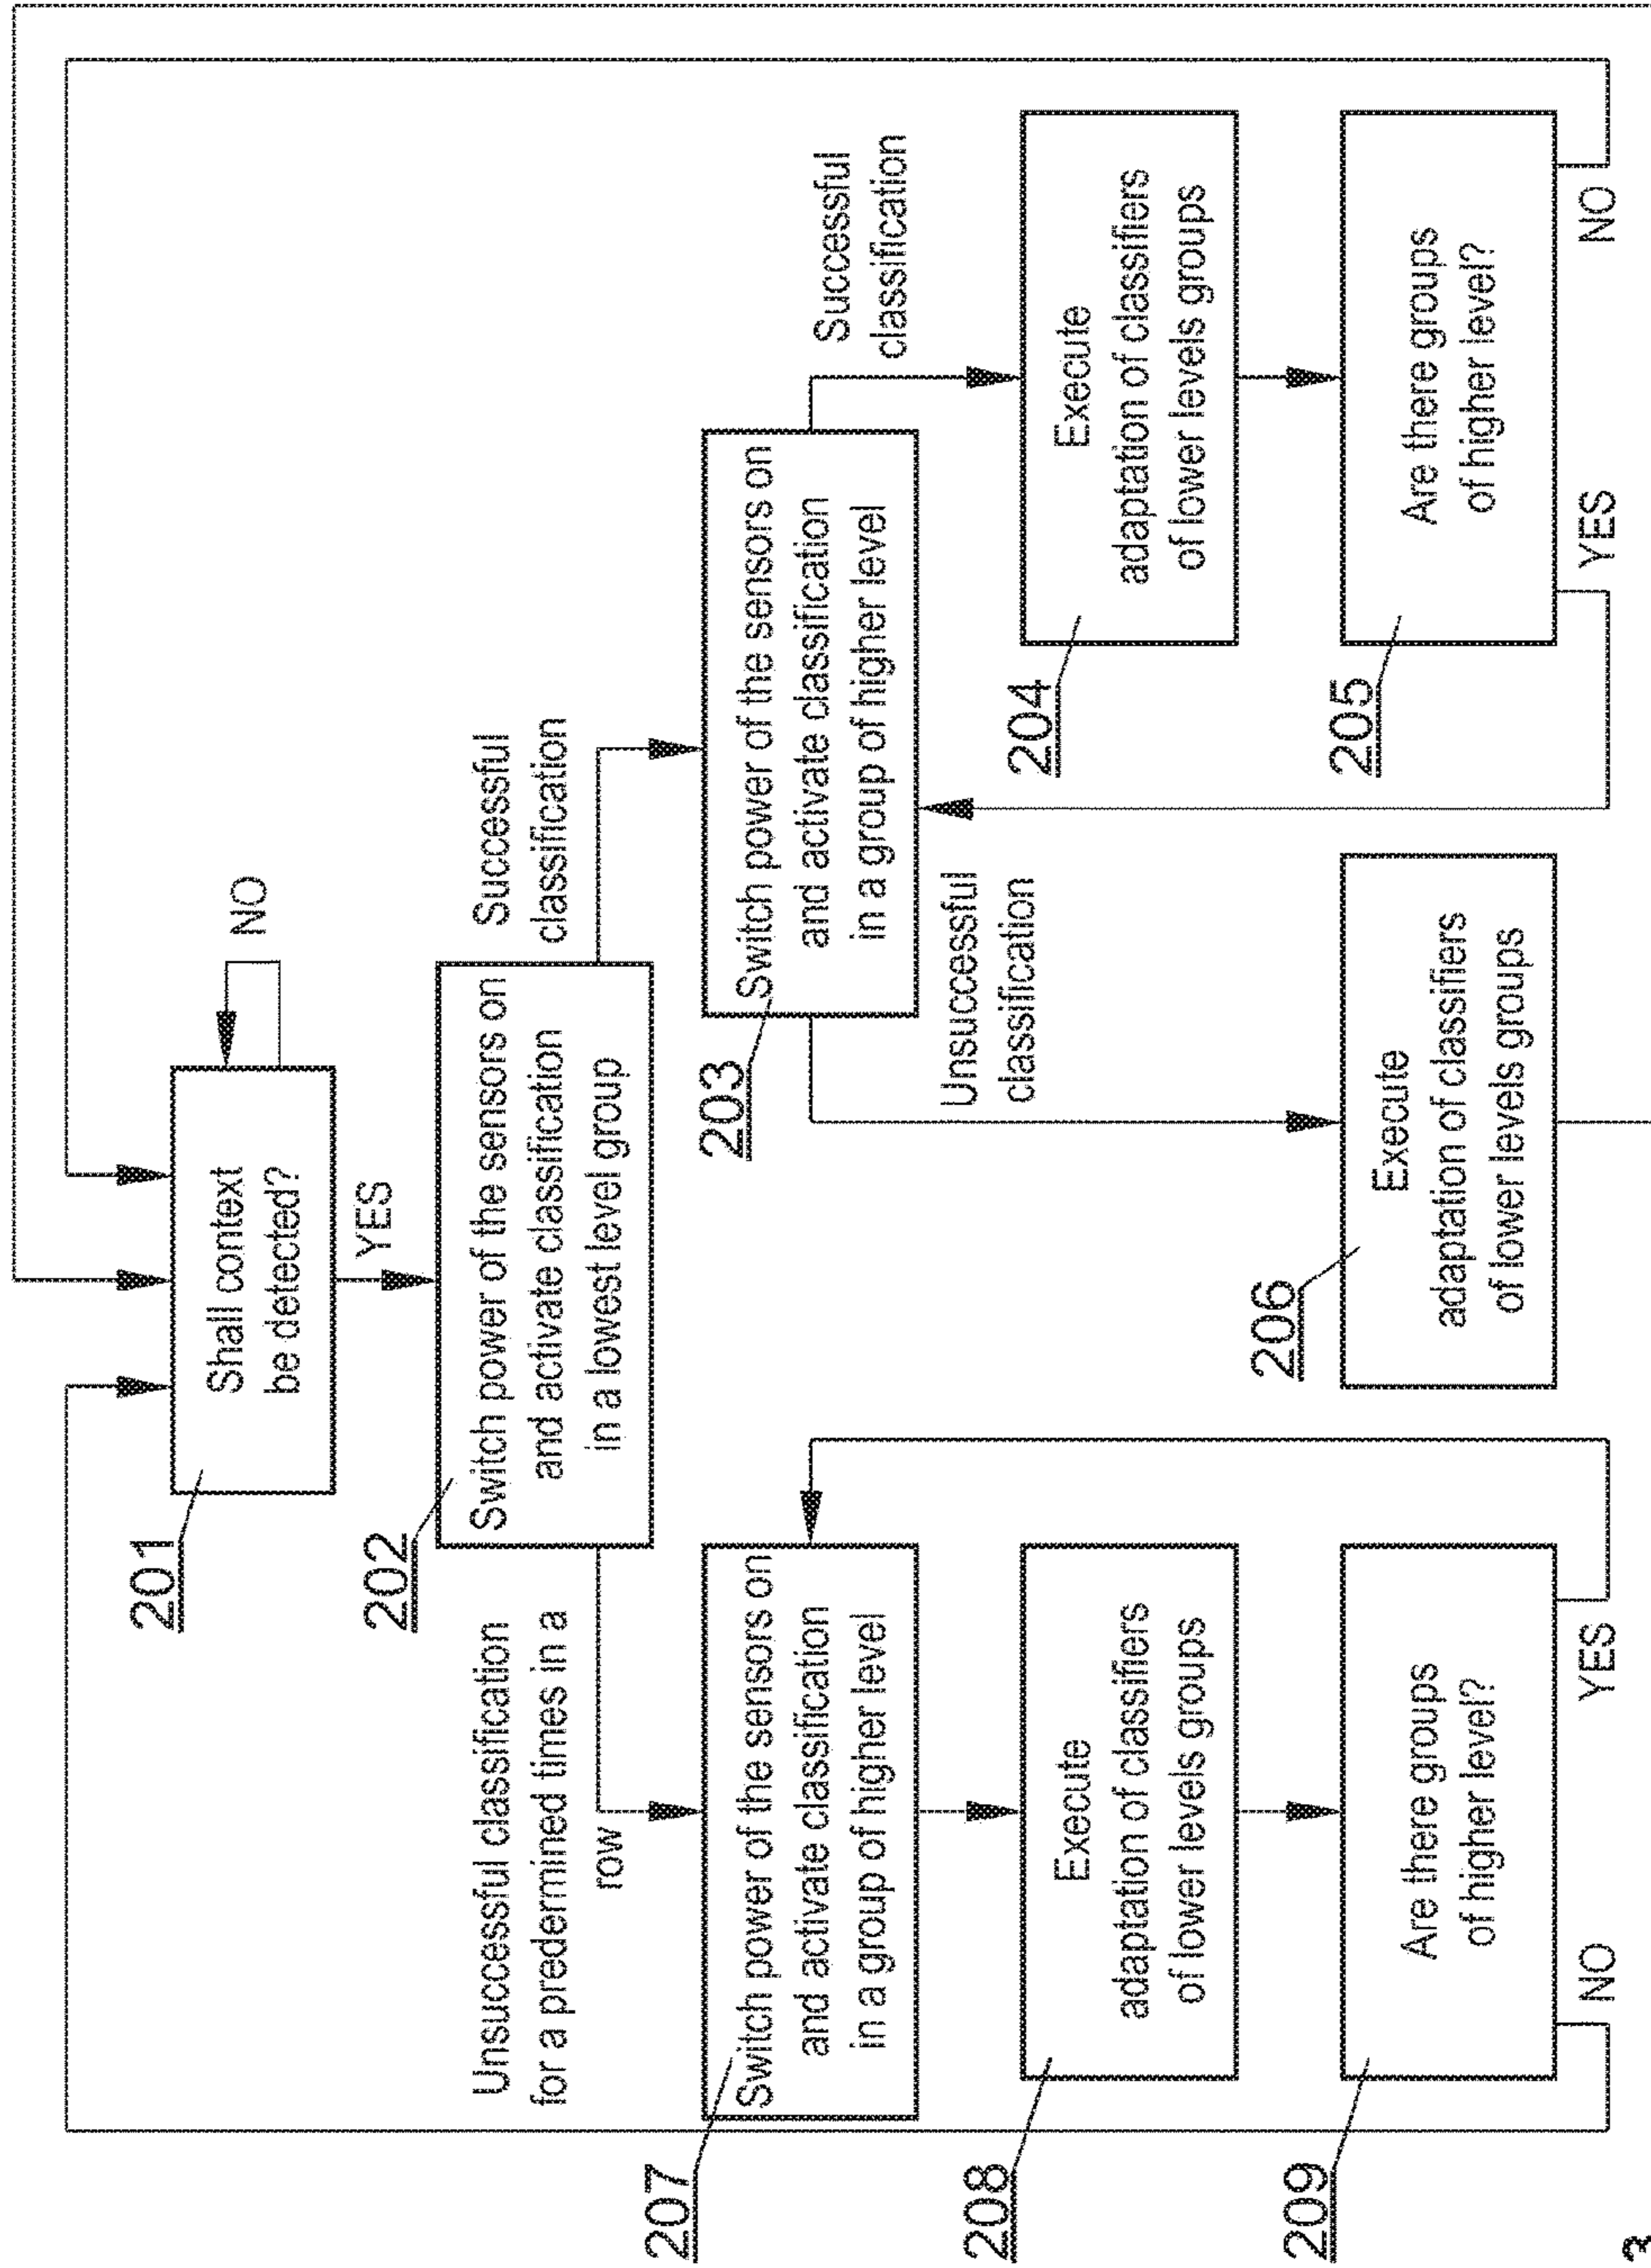 201
Shall context
be detected?
NO
YES
202
Switch power of the sensors on
and activate classification
in a lowest level group
Unsuccessful classification
for a predermined times in a
row
Successful
classification
207
Switch power of the sensors on
and activate classification
in a group of higher level
203
Switch power of the sensors on
and activate classification
in a group of higher level
Unsuccessful
classification
Successful
classification
208
Execute
adaptation of classifiers
of lower levels groups
204
Execute
adaptation of classifiers
of lower levels groups
209
Are there groups
of higher level?
NO
YES
206
Execute
adaptation of classifiers
of lower levels groups
205
Are there groups
of higher level?
YES
NO